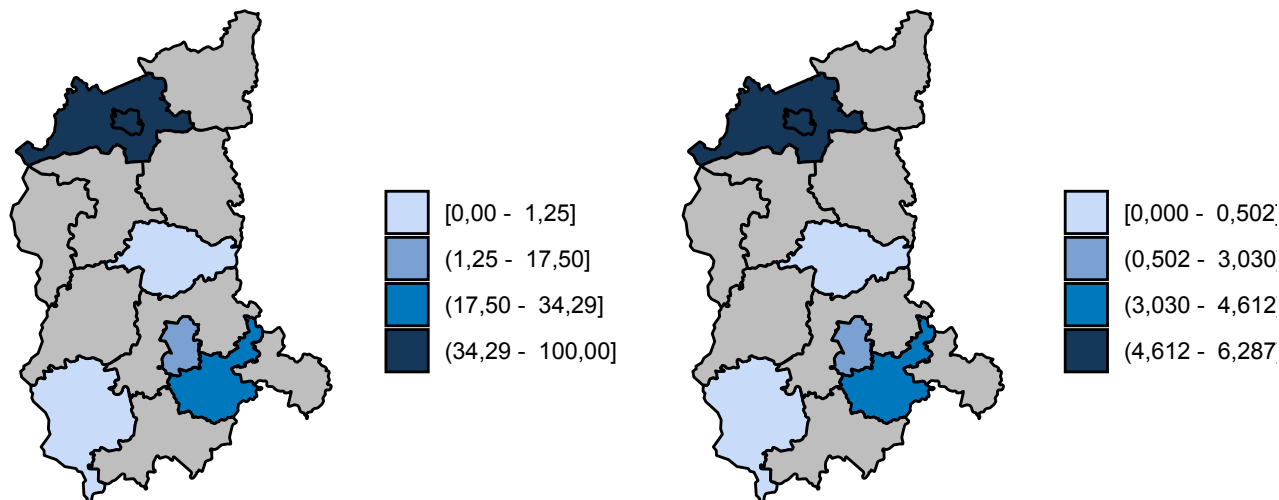 [0,00 - 1,25]
(1,25 - 17,50]
(17,50 - 34,29]
(34,29 - 100,00]
[0,000 - 0,502]
(0,502 - 3,030]
(3,030 - 4,612]
(4,612 - 6,287]